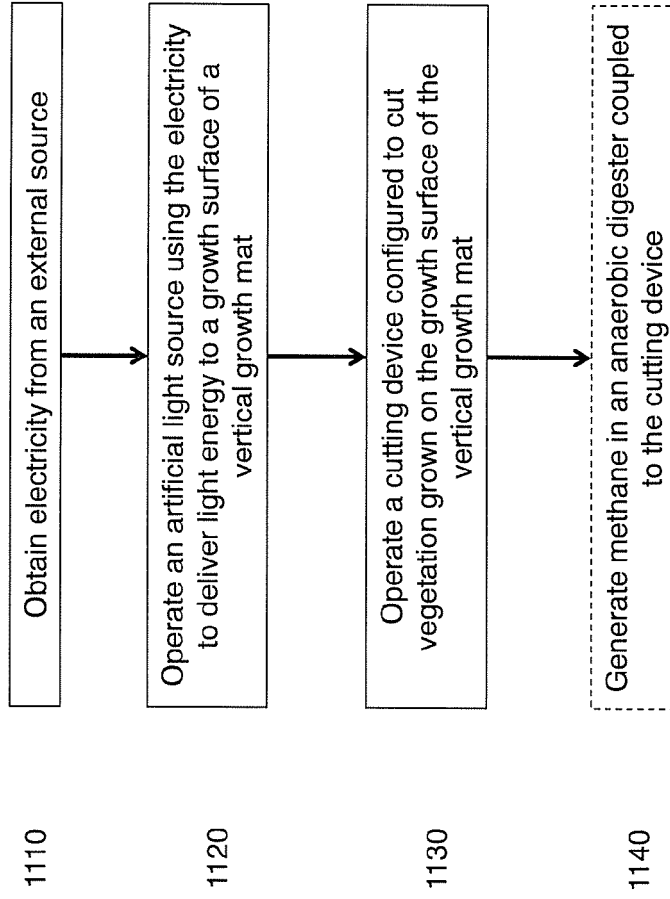 1110
Obtain electricity from an external source
1120
Operate an artificial light source using the electricity
to deliver light energy to a growth surface of a
vertical growth mat
1130
Operate a cutting device configured to cut
vegetation grown on the growth surface of the
vertical growth mat
1140
Generate methane in an anaerobic digester coupled
to the cutting device